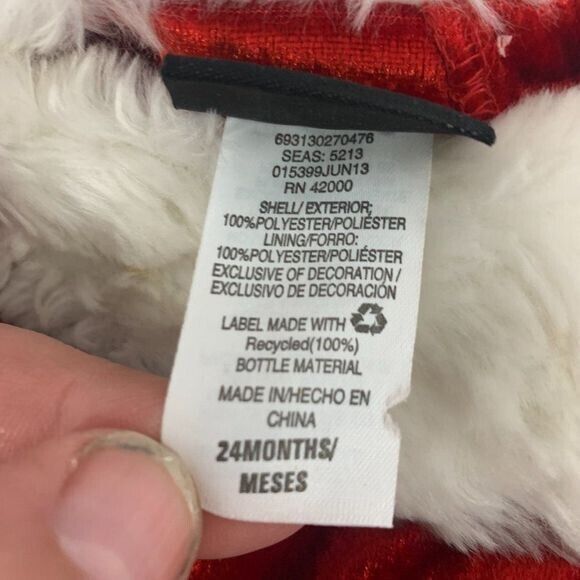 693130270476
SEAS: 5213
015399JUN13
RN 42000
SHELL/ EXTERIOR;
100%POLYESTER/POLIÉSTER
LINING/FORRO:
100%POLYESTER/POLIÉSTER
EXCLUSIVE OF DECORATION /
EXCLUSIVO DE DECORACIÓN
LABEL MADE WITH
Recycled(100%)
BOTTLE MATERIAL
MADE IN/HECHO EN
CHINA
24MONTHS/
MESES